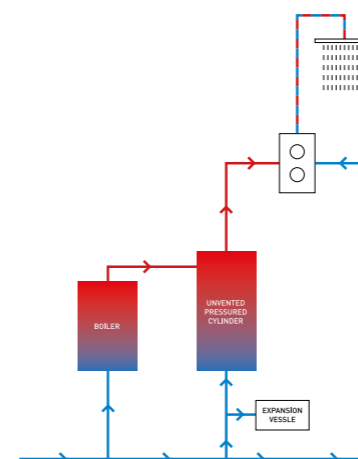 BOILER
UNVENTED
PRESSURED
CYLINDER
EXPANSION
VESSLE